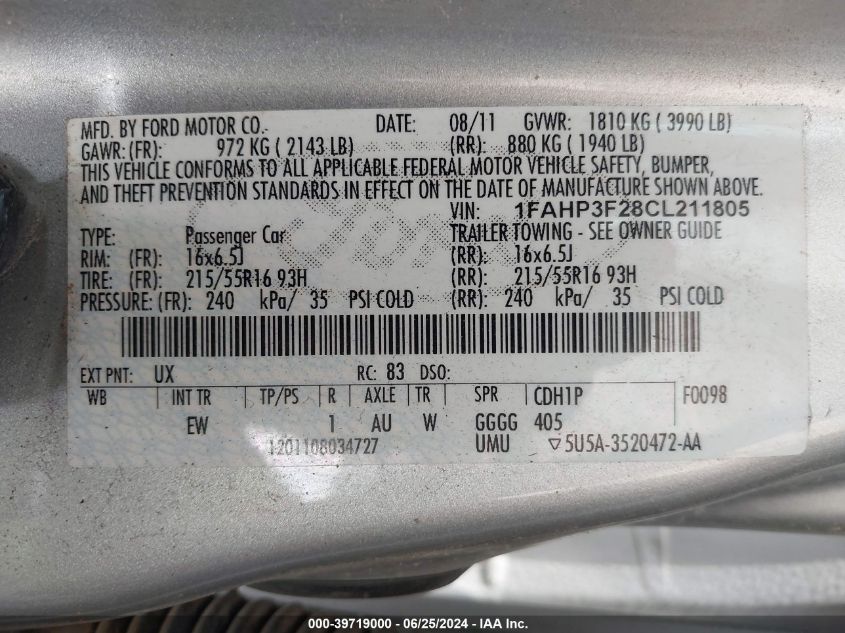 MFD. BY FORD MOTOR CO.- DATE: 08/11 GVWR: 1810 KG ( 3990 LB)
GAWR: (FR): 972 KG ( 2143 LB) (RR): 880 KG ( 1940 LB)
THIS VEHICLE CONFORMS TO ALL APPLICABLE FEDERAL MOTOR VEHICLE SAFETY, BUMPER,
AND THEFT PREVENTION STANDARDS IN EFFECT ON THE DATE OF MANUFACTURE SHOWN ABOVE.
VIN: 1FAHP3F28CL211805
TYPE: Passenger Car TRAILER TOWING - SEE OWNER GUIDE
RIM: (FR): 16x6.5J (RR): 16x6.5J
TIRE: (FR): 215/55R16 93H (RR): 215/55R16 93H
PRESSURE: (FR): 240 kPa/ 35 PSI COLD (RR): 240 kPa/ 35 PSI COLD
EXT PNT: UX RC: 83 DSO:
WB INT TR TP/PS R AXLE TR SPR CDH1P F0098
EW 1 AU W GGGG 405
1201108034727 UMU ▽5U5A-3520472-AA
000-39719000 - 06/25/2024 - IAA Inc.